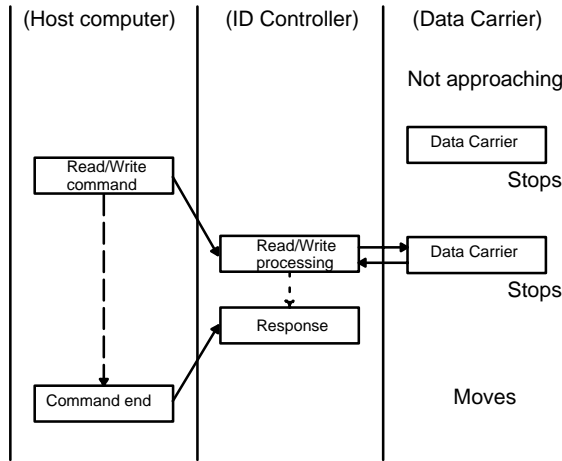 (Host computer) (ID Controller) (Data Carrier)
Not approaching
Data Carrier
Stops
Read/Write
command
Read/Write
processing
Data Carrier
Stops
Response
Command end
Moves